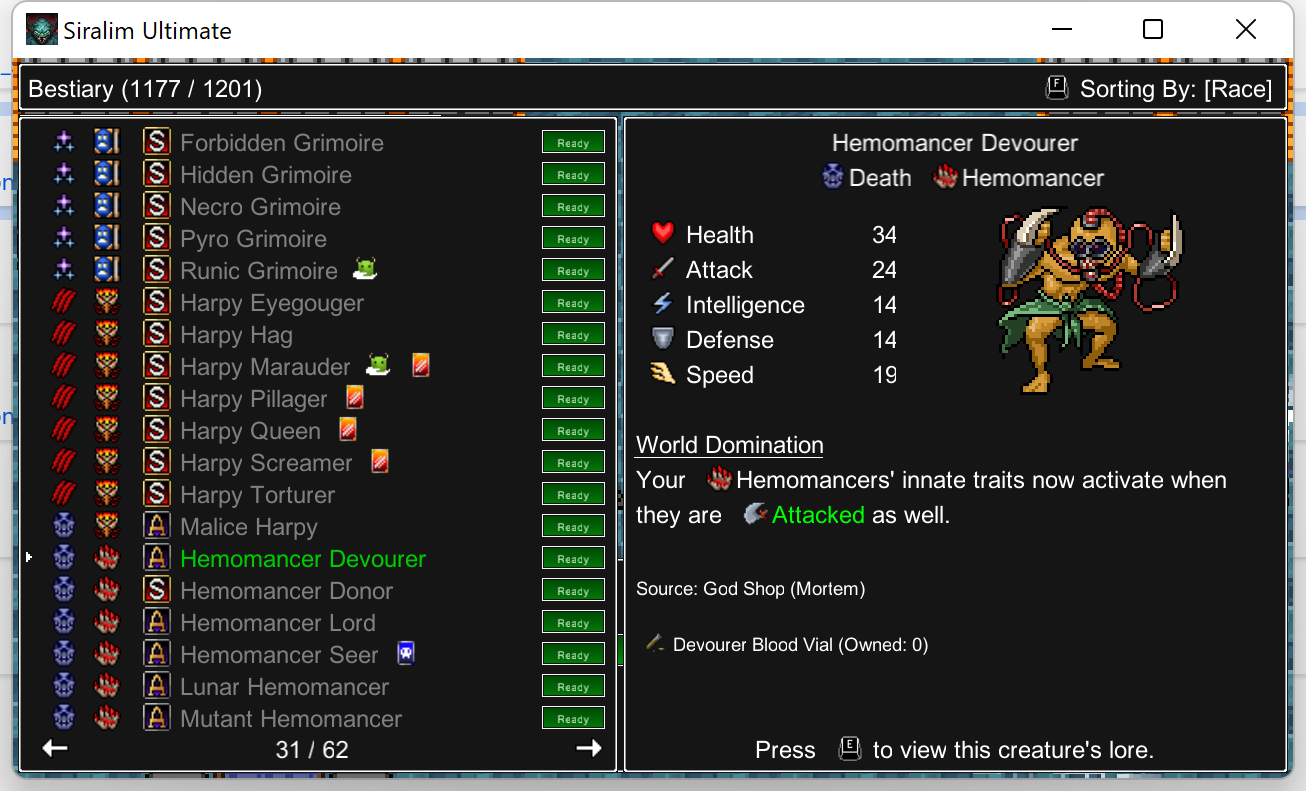 Siralim Ultimate
Bestiary (1177 / 1201)
F Sorting By: [Race]
S Forbidden Grimoire Ready
S Hidden Grimoire Ready
S Necro Grimoire Ready
S Pyro Grimoire Ready
S Runic Grimoire Ready
S Harpy Eyegouger Ready
S Harpy Hag Ready
S Harpy Marauder Ready
S Harpy Pillager Ready
S Harpy Queen Ready
S Harpy Screamer Ready
S Harpy Torturer Ready
A Malice Harpy Ready
A Hemomancer Devourer Ready
S Hemomancer Donor Ready
A Hemomancer Lord Ready
A Hemomancer Seer Ready
A Lunar Hemomancer Ready
A Mutant Hemomancer Ready
31 / 62
Hemomancer Devourer
Death Hemomancer
Health 34
Attack 24
Intelligence 14
Defense 14
Speed 19
World Domination
Your Hemomancers' innate traits now activate when
they are Attacked as well.
Source: God Shop (Mortem)
Devourer Blood Vial (Owned: 0)
Press E to view this creature's lore.